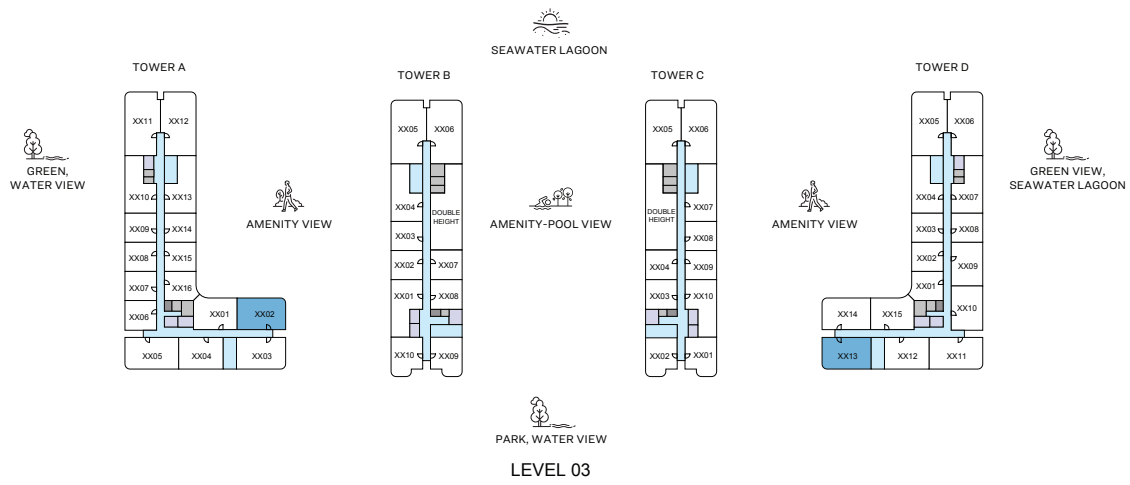 SEAWATER LAGOON
TOWER A
TOWER B
TOWER C
TOWER D
GREEN,
WATER VIEW
AMENITY VIEW
AMENITY-POOL VIEW
AMENITY VIEW
GREEN VIEW,
SEAWATER LAGOON
XX11 XX12
XX10 XX13
XX09 XX14
XX08 XX15
XX07 XX16
XX06 XX01 XX02
XX05 XX04 XX03
XX05 XX06
XX04 DOUBLE
HEIGHT
XX03
XX02 XX07
XX01 XX08
XX10 XX09
XX05 XX06
DOUBLE
HEIGHT XX07
XX08
XX04 XX09
XX03 XX10
XX02 XX01
XX05 XX06
XX04 XX07
XX03 XX08
XX02 XX09
XX01
XX14 XX15 XX10
XX13 XX12 XX11
PARK, WATER VIEW
LEVEL 03